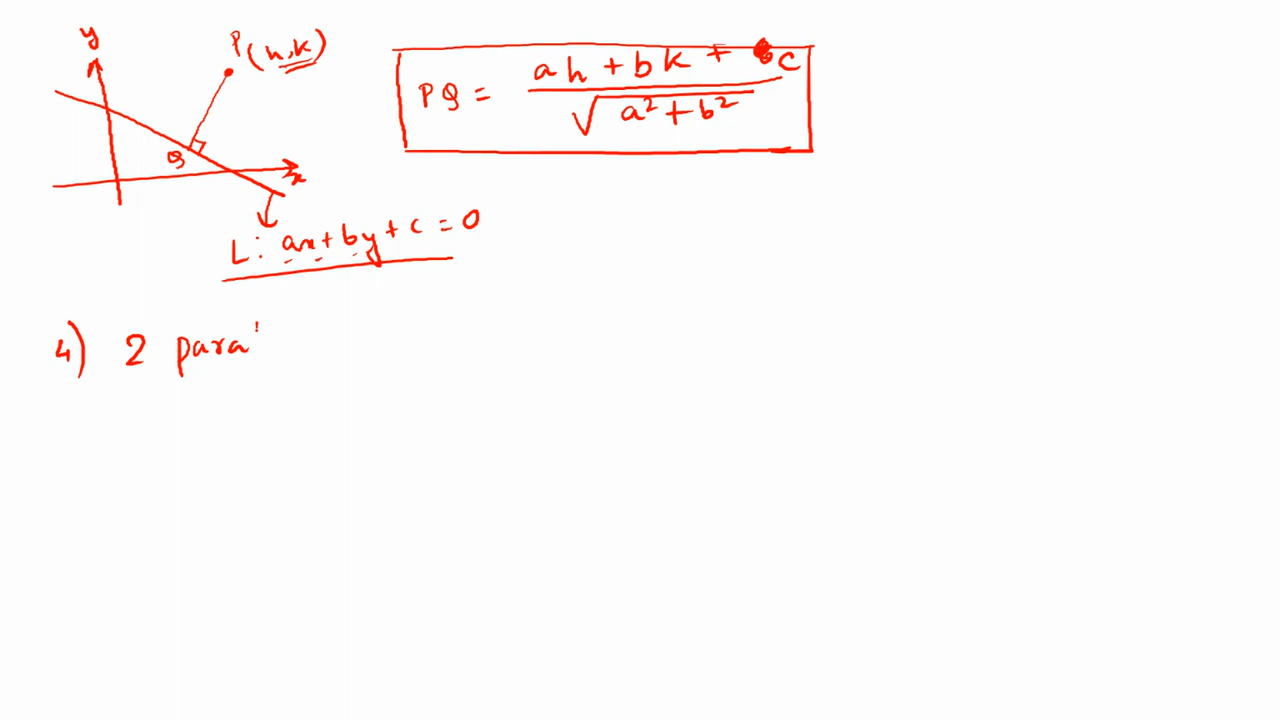 y
P(h,k)
PQ = ah + bk + c / √a² + b²
Q
x
L: ax + by + c = 0
4) 2 para